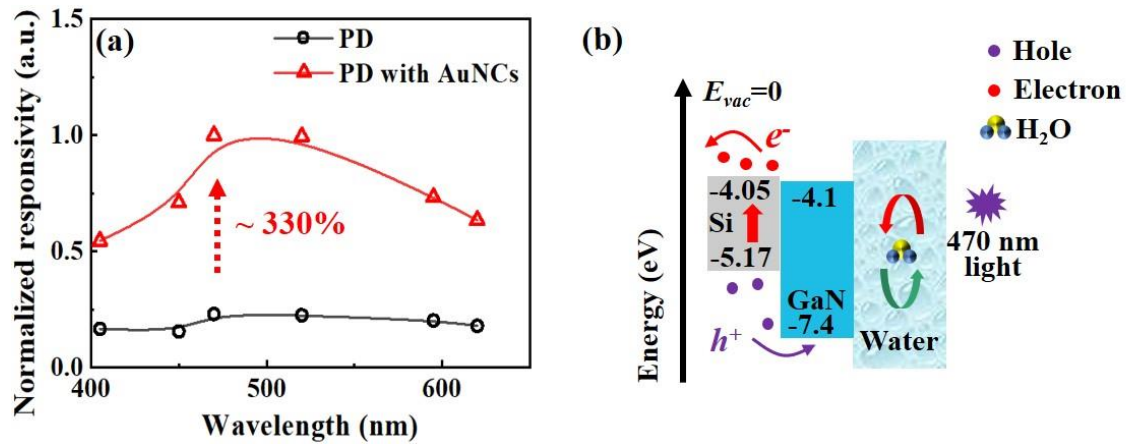 (a)
PD
PD with AuNCs
~ 330%
Normalized responsivity (a.u.)
1.5
1.0
0.5
0.0
400
500
600
Wavelength (nm)
(b)
Hole
Electron
H₂O
E_vac=0
e⁻
-4.05
-4.1
Si
-5.17
470 nm
light
GaN
-7.4
h⁺
Water
Energy (eV)